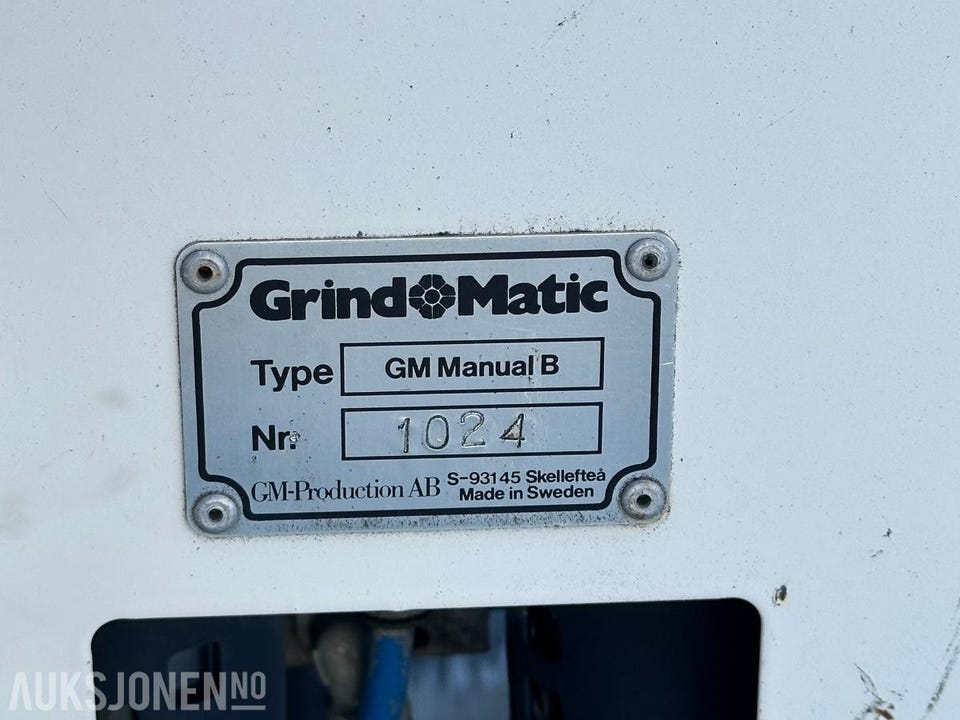 Grind Matic
Type GM Manual B
Nr. 1024
GM-Production AB S-93145 Skellefteå
Made in Sweden
AUKSJONEN.NO